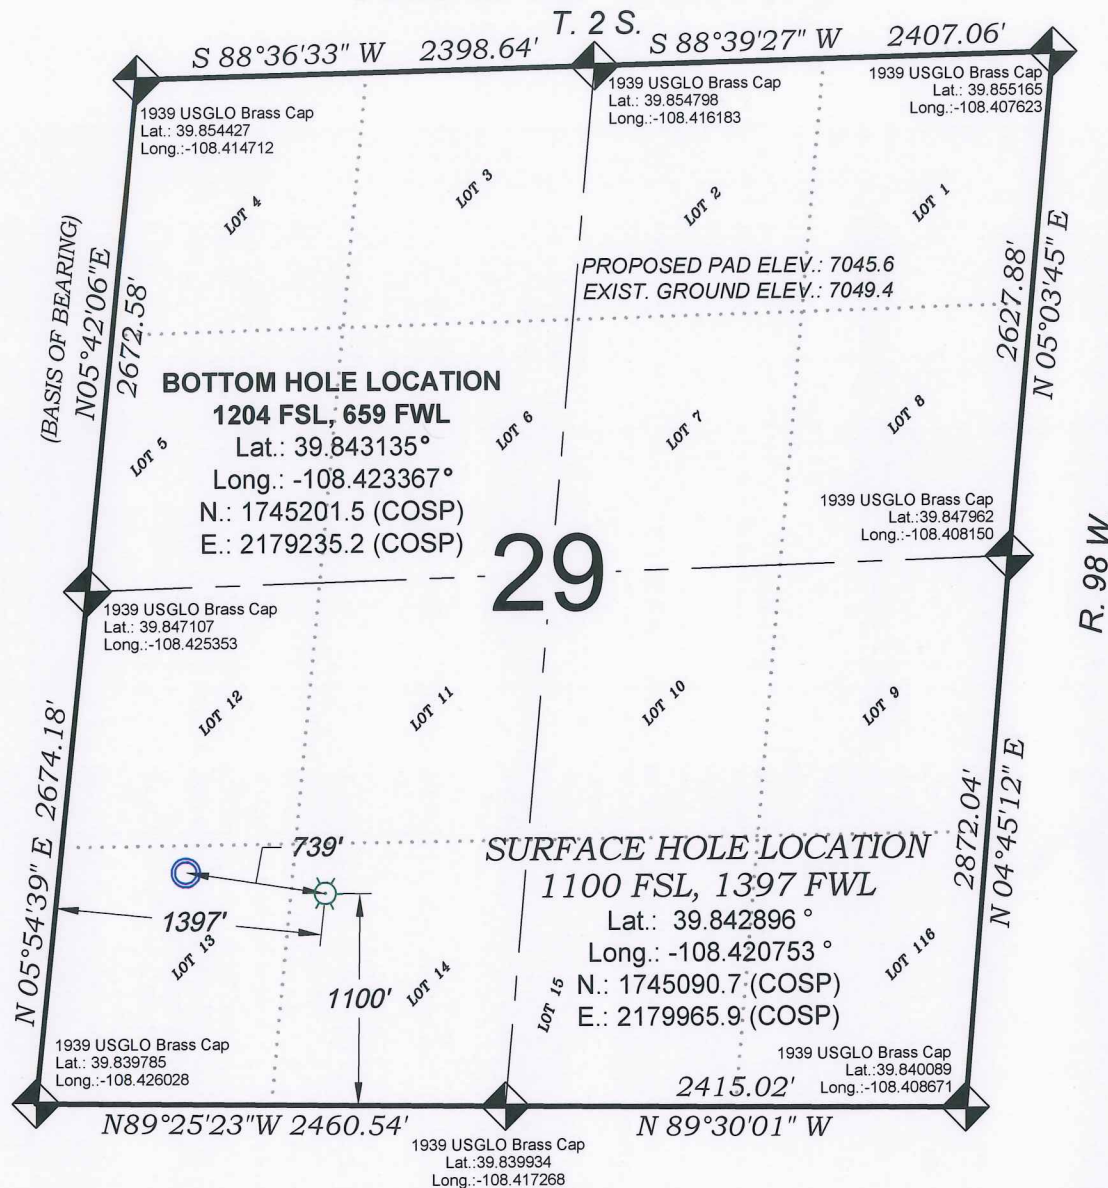 T. 2 S.
S 88°36'33" W 2398.64'
S 88°39'27" W 2407.06'
1939 USGLO Brass Cap
Lat.: 39.854427
Long.:-108.414712
1939 USGLO Brass Cap
Lat.: 39.854798
Long.:-108.416183
1939 USGLO Brass Cap
Lat.: 39.855165
Long.:-108.407623
LOT 4
LOT 3
LOT 2
LOT 1
(BASIS OF BEARING)
N05°42'06"E
2672.58'
PROPOSED PAD ELEV.: 7045.6
EXIST. GROUND ELEV.: 7049.4
2627.88'
N 05°03'45" E
BOTTOM HOLE LOCATION
1204 FSL, 659 FWL
Lat.: 39.843135°
Long.: -108.423367°
N.: 1745201.5 (COSP)
E.: 2179235.2 (COSP)
LOT 5
LOT 6
LOT 7
LOT 8
1939 USGLO Brass Cap
Lat.:39.847962
Long.:-108.408150
29
R. 98 W
1939 USGLO Brass Cap
Lat.: 39.847107
Long.:-108.425353
LOT 12
LOT 11
LOT 10
LOT 9
N 05°54'39" E 2674.18'
2872.04'
N 04°45'12" E
739'
1397'
1100'
SURFACE HOLE LOCATION
1100 FSL, 1397 FWL
Lat.: 39.842896 °
Long.: -108.420753 °
N.: 1745090.7 (COSP)
E.: 2179965.9 (COSP)
LOT 13
LOT 14
LOT 15
LOT 116
1939 USGLO Brass Cap
Lat.: 39.839785
Long.:-108.426028
1939 USGLO Brass Cap
Lat.:39.840089
Long.:-108.408671
2415.02'
N89°25'23"W 2460.54'
N 89°30'01" W
1939 USGLO Brass Cap
Lat.:39.839934
Long.:-108.417268